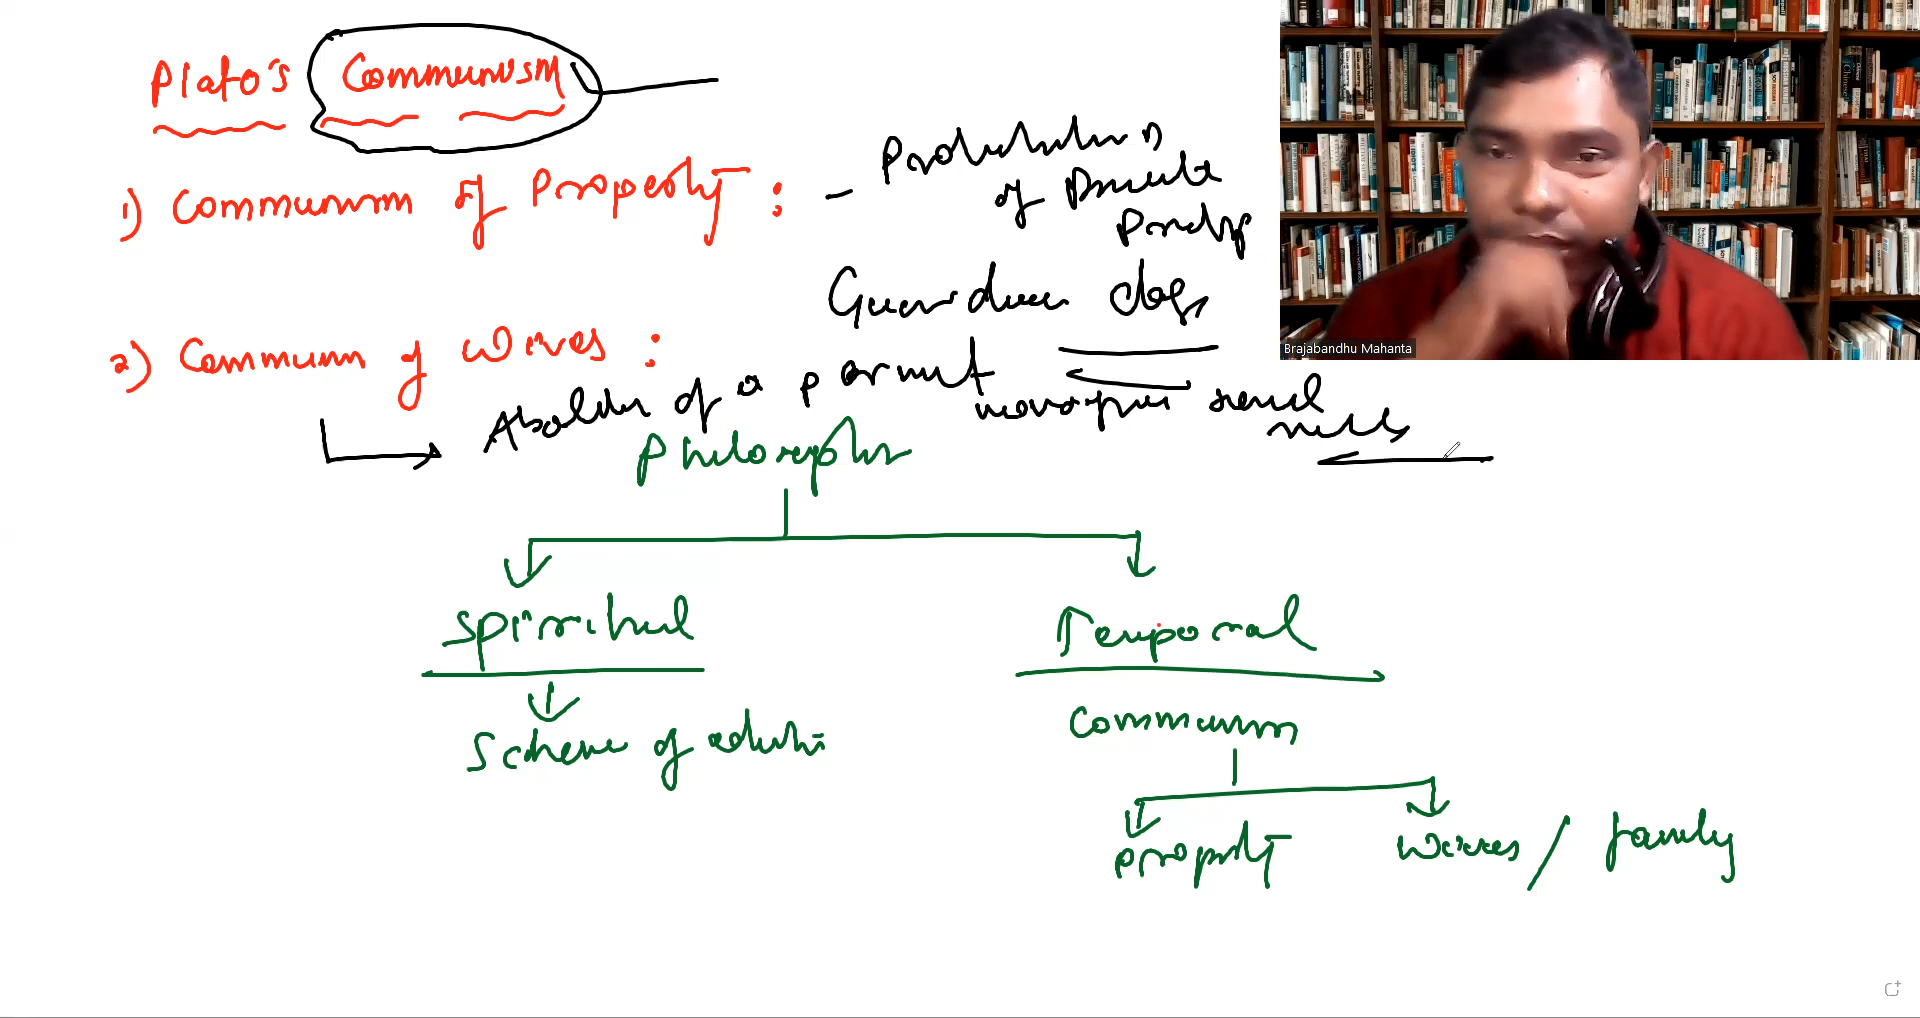 Plato's Communism
1) Communism of Property : - Prohibition
of Private
Property
Guardian class
2) Communism of Wives :
Abolition of a permanent monogamous sexual
Philosopher
Spiritual Temporal
Scheme of education Communism
Property Wives / family
Brajabandhu Mahanta